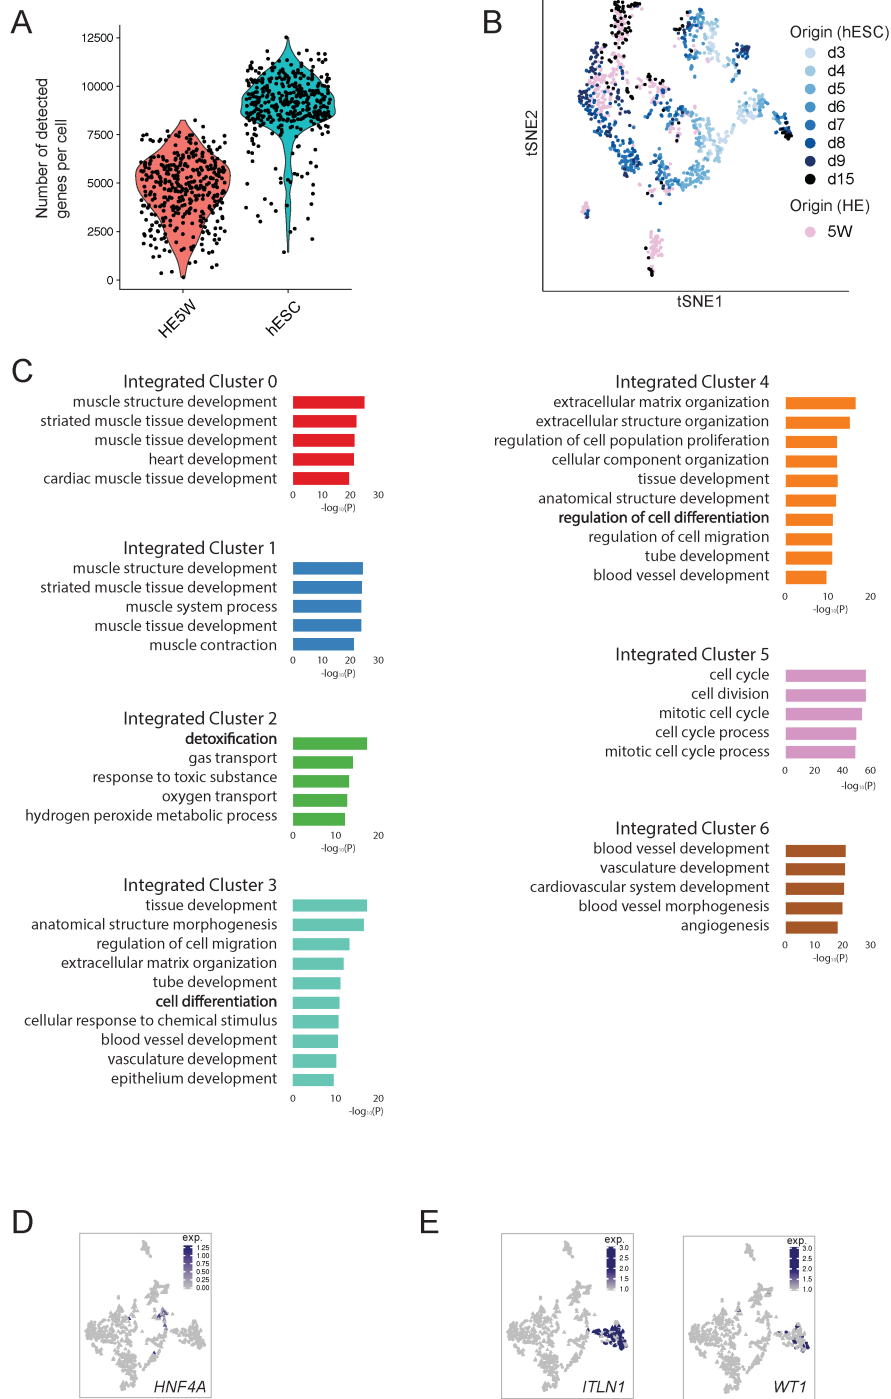 A
Number of detected
genes per cell
12500
10000
7500
5000
2500
0
HE5W
hESC
B
tSNE2
tSNE1
Origin (hESC)
d3
d4
d5
d6
d7
d8
d9
d15
Origin (HE)
5W
C
Integrated Cluster 0
muscle structure development
striated muscle tissue development
muscle tissue development
heart development
cardiac muscle tissue development
0 10 20 30
-log₁₀(P)
Integrated Cluster 1
muscle structure development
striated muscle tissue development
muscle system process
muscle tissue development
muscle contraction
0 10 20 30
-log₁₀(P)
Integrated Cluster 2
detoxification
gas transport
response to toxic substance
oxygen transport
hydrogen peroxide metabolic process
0 10 20
-log₁₀(P)
Integrated Cluster 3
tissue development
anatomical structure morphogenesis
regulation of cell migration
extracellular matrix organization
tube development
cell differentiation
cellular response to chemical stimulus
blood vessel development
vasculature development
epithelium development
0 10 20
-log₁₀(P)
Integrated Cluster 4
extracellular matrix organization
extracellular structure organization
regulation of cell population proliferation
cellular component organization
tissue development
anatomical structure development
regulation of cell differentiation
regulation of cell migration
tube development
blood vessel development
0 10 20
-log₁₀(P)
Integrated Cluster 5
cell cycle
cell division
mitotic cell cycle
cell cycle process
mitotic cell cycle process
0 20 40 60
-log₁₀(P)
Integrated Cluster 6
blood vessel development
vasculature development
cardiovascular system development
blood vessel morphogenesis
angiogenesis
0 10 20 30
-log₁₀(P)
D
exp.
1.25
1.00
0.75
0.50
0.25
0.00
HNF4A
E
exp.
3.0
2.5
2.0
1.5
1.0
ITLN1
exp.
3.0
2.5
2.0
1.5
1.0
WT1